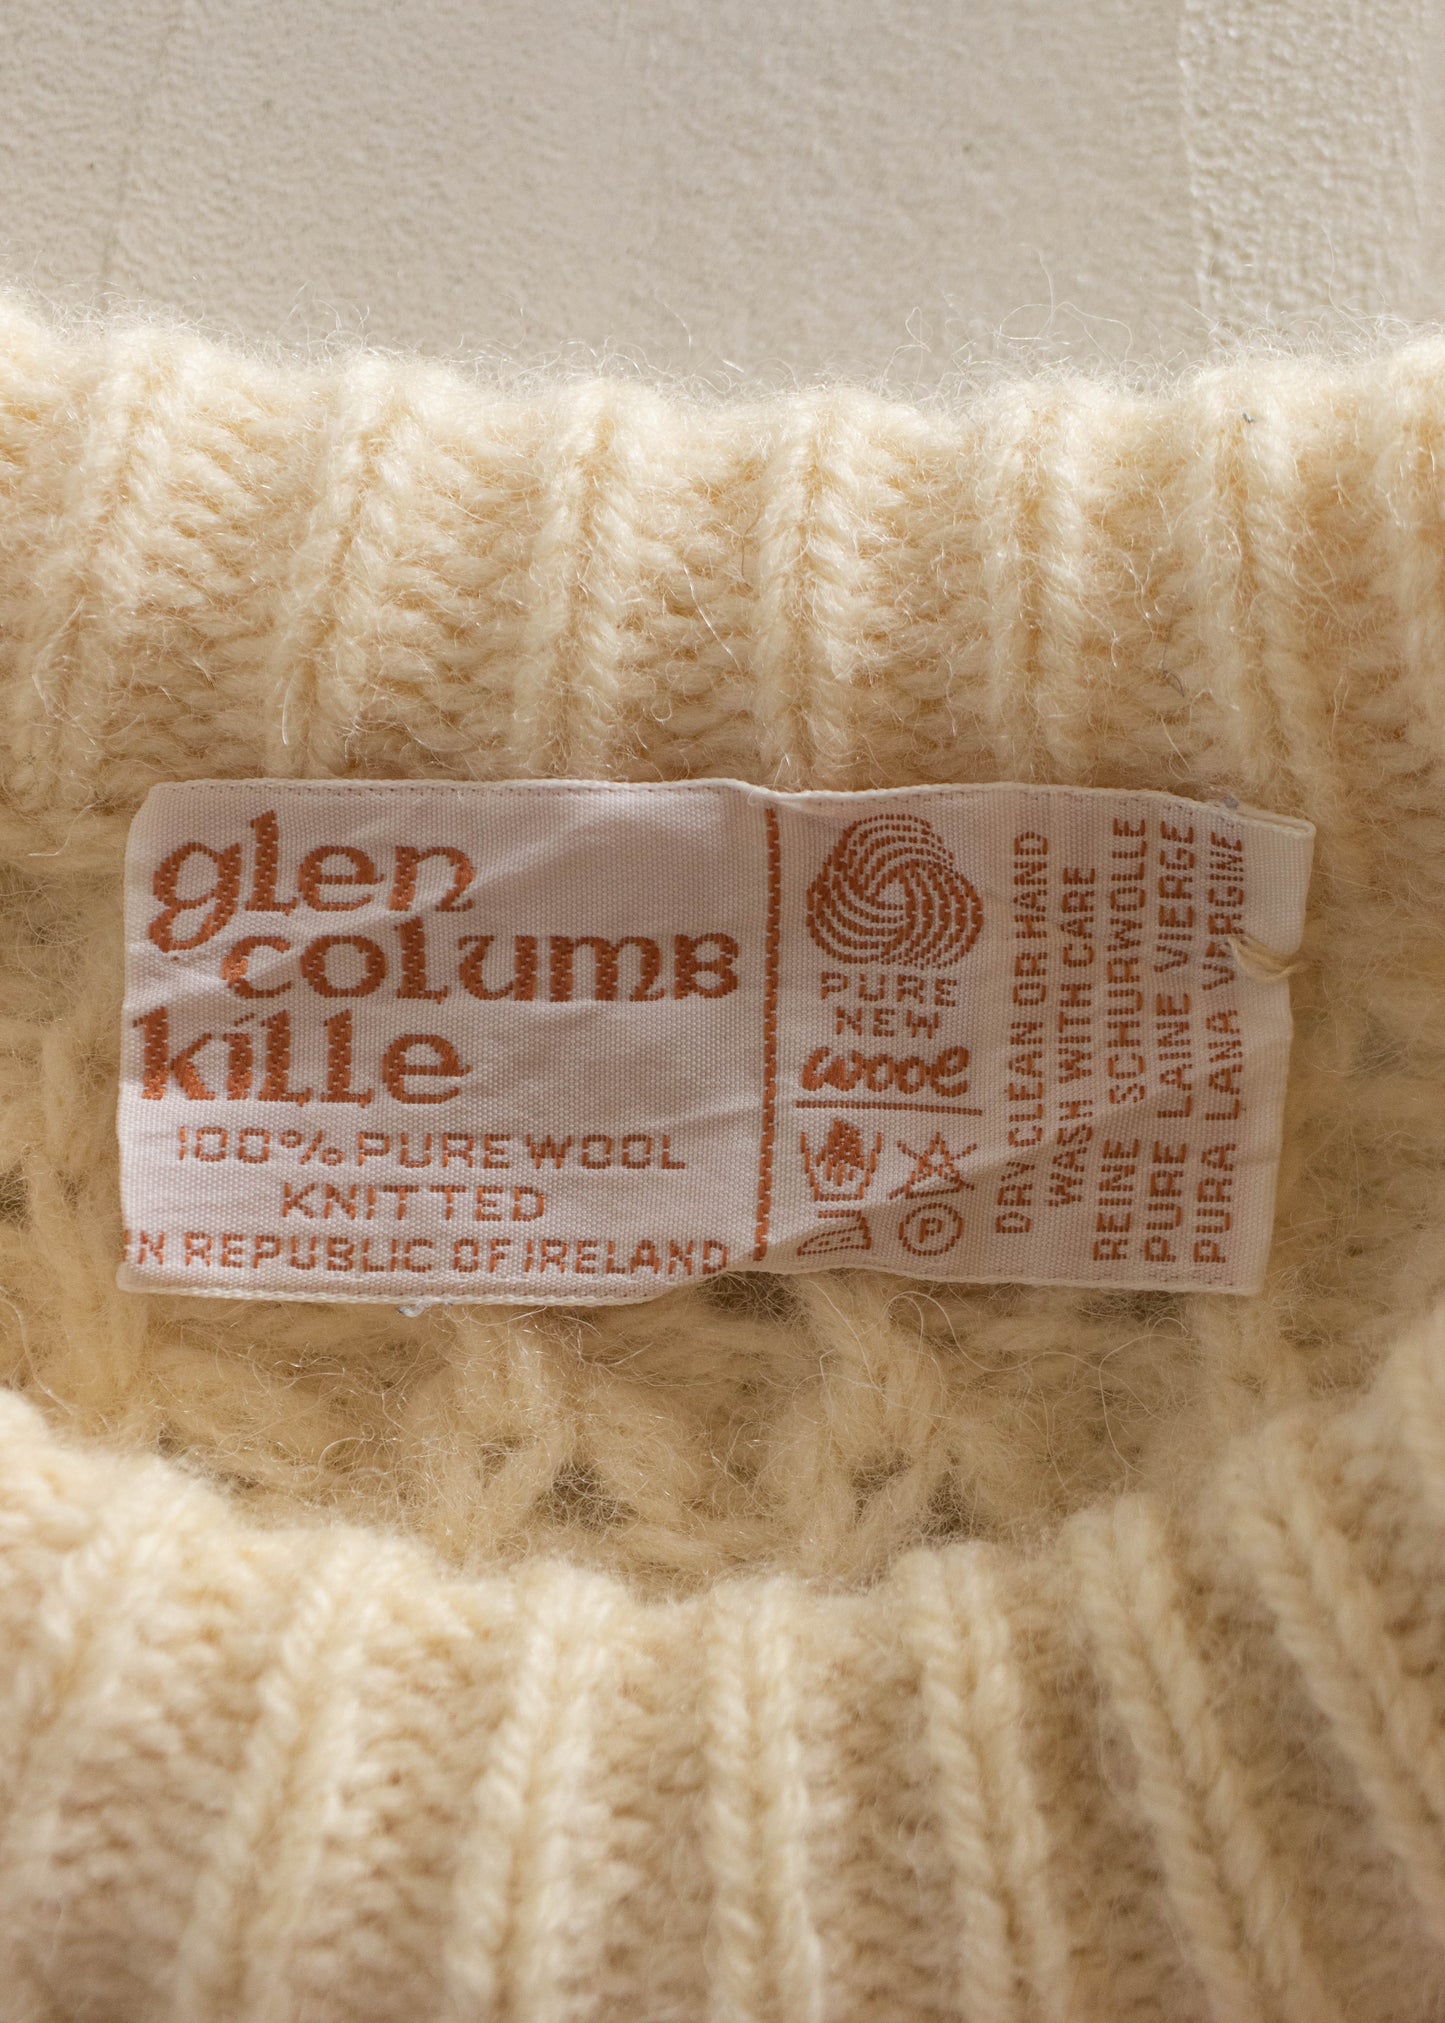 glen
columb
kille
100% PURE WOOL
KNITTED
IN REPUBLIC OF IRELAND
PURE
NEW
wool
P
DRY CLEAN OR HAND
WASH WITH CARE
REINE SCHURWOLLE
PURE LAINE VIERGE
PURA LANA VERGINE